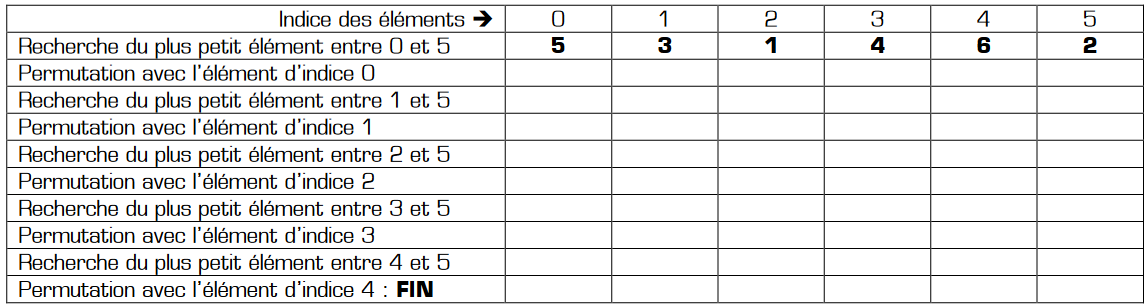 Indice des éléments ➔ 0 1 2 3 4 5
Recherche du plus petit élément entre 0 et 5 5 3 1 4 6 2
Permutation avec l'élément d'indice 0
Recherche du plus petit élément entre 1 et 5
Permutation avec l'élément d'indice 1
Recherche du plus petit élément entre 2 et 5
Permutation avec l'élément d'indice 2
Recherche du plus petit élément entre 3 et 5
Permutation avec l'élément d'indice 3
Recherche du plus petit élément entre 4 et 5
Permutation avec l'élément d'indice 4 : FIN